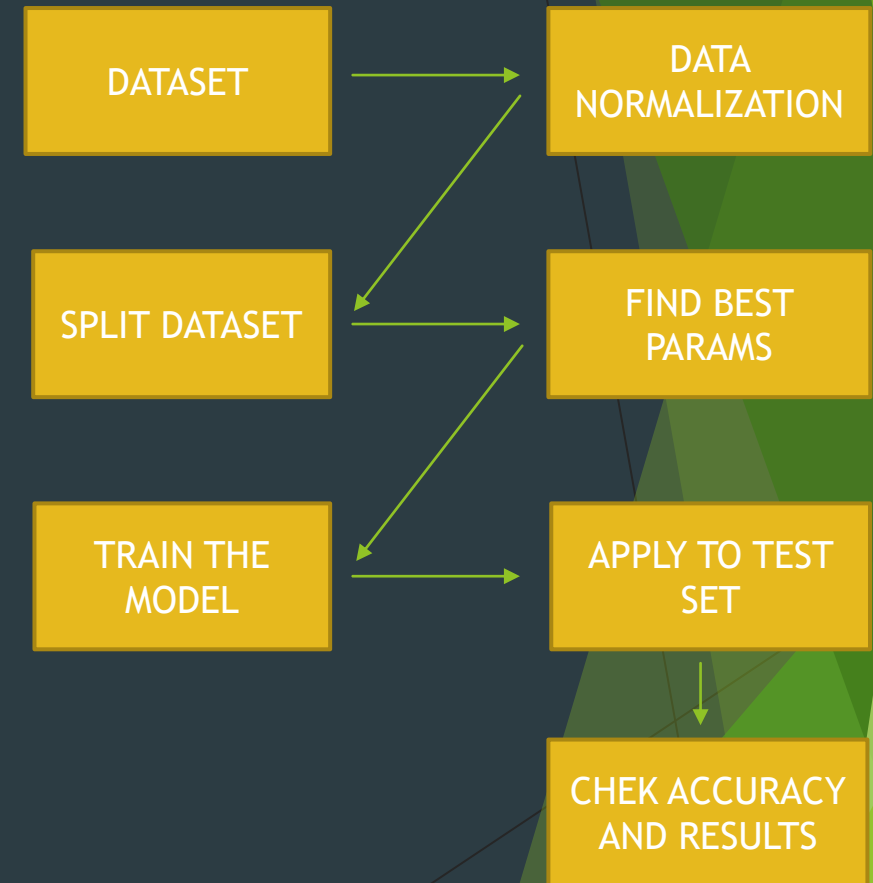 DATASET
DATA
NORMALIZATION
SPLIT DATASET
FIND BEST
PARAMS
TRAIN THE
MODEL
APPLY TO TEST
SET
CHEK ACCURACY
AND RESULTS